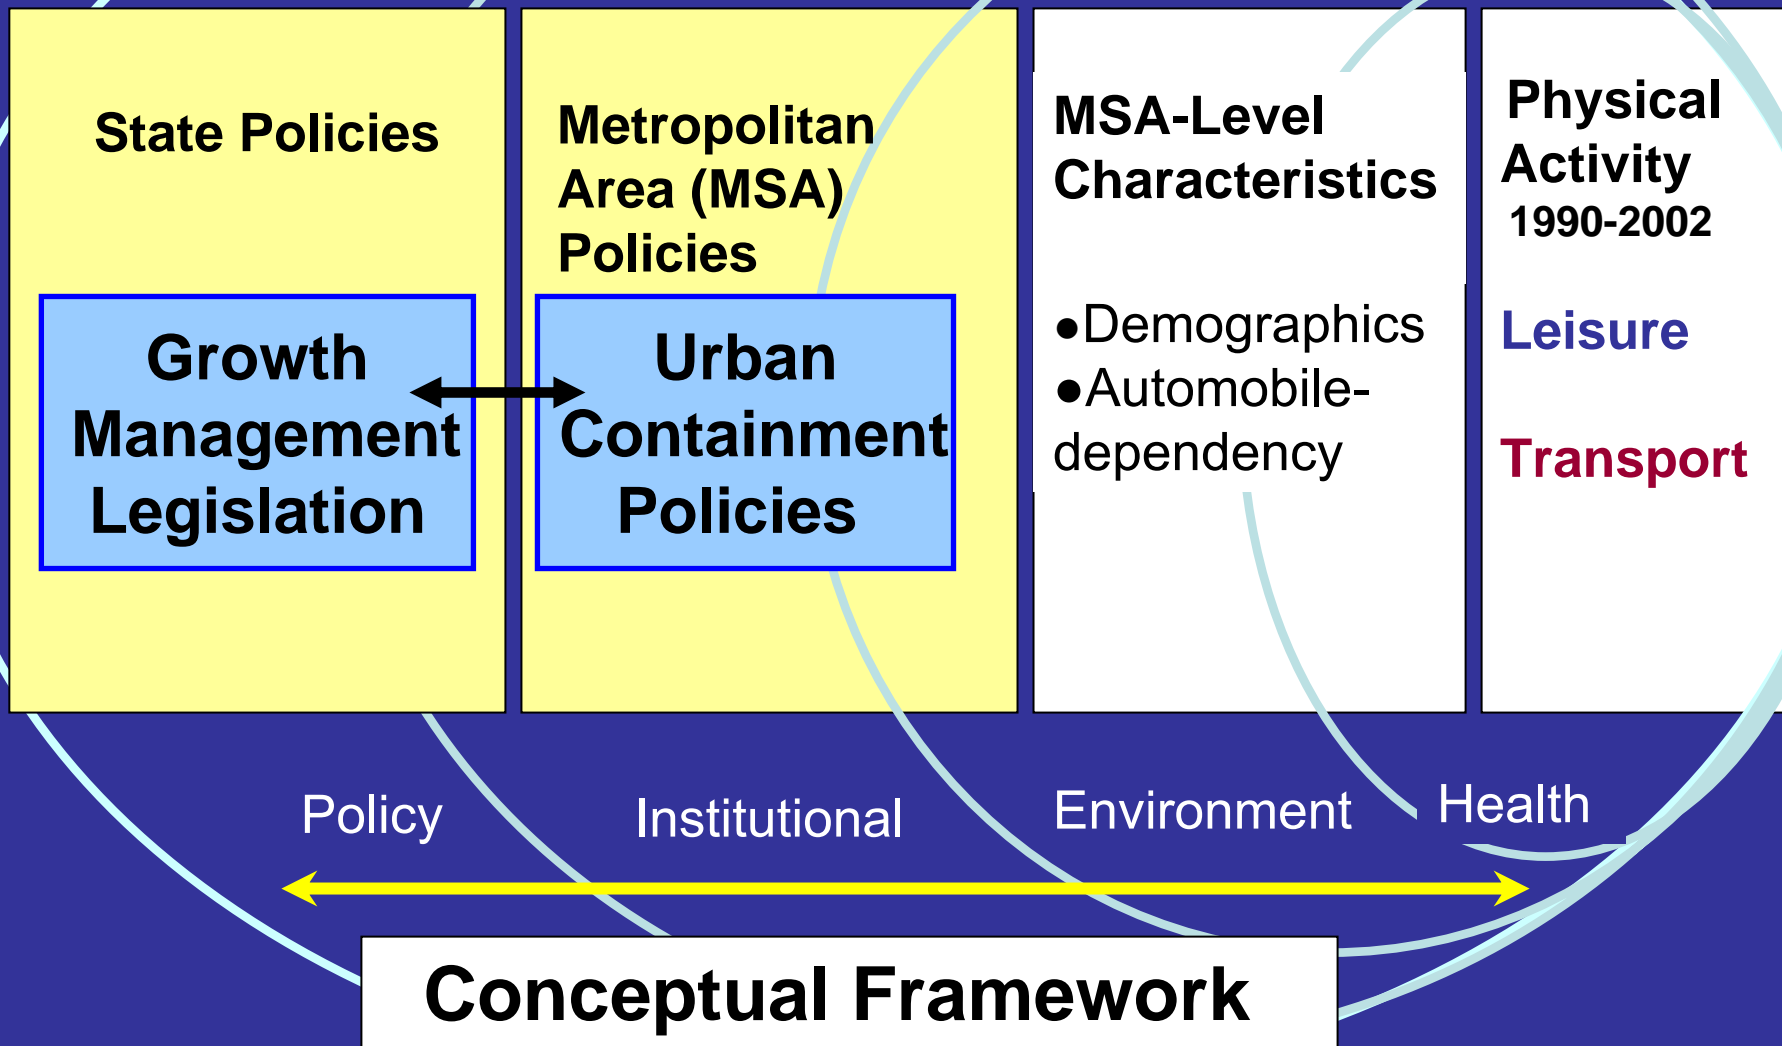 State Policies
Growth
Management
Legislation
Metropolitan
Area (MSA)
Policies
Urban
Containment
Policies
MSA-Level
Characteristics
●Demographics
●Automobile-
dependency
Physical
Activity
1990-2002
Leisure
Transport
Policy
Institutional
Environment
Health
Conceptual Framework